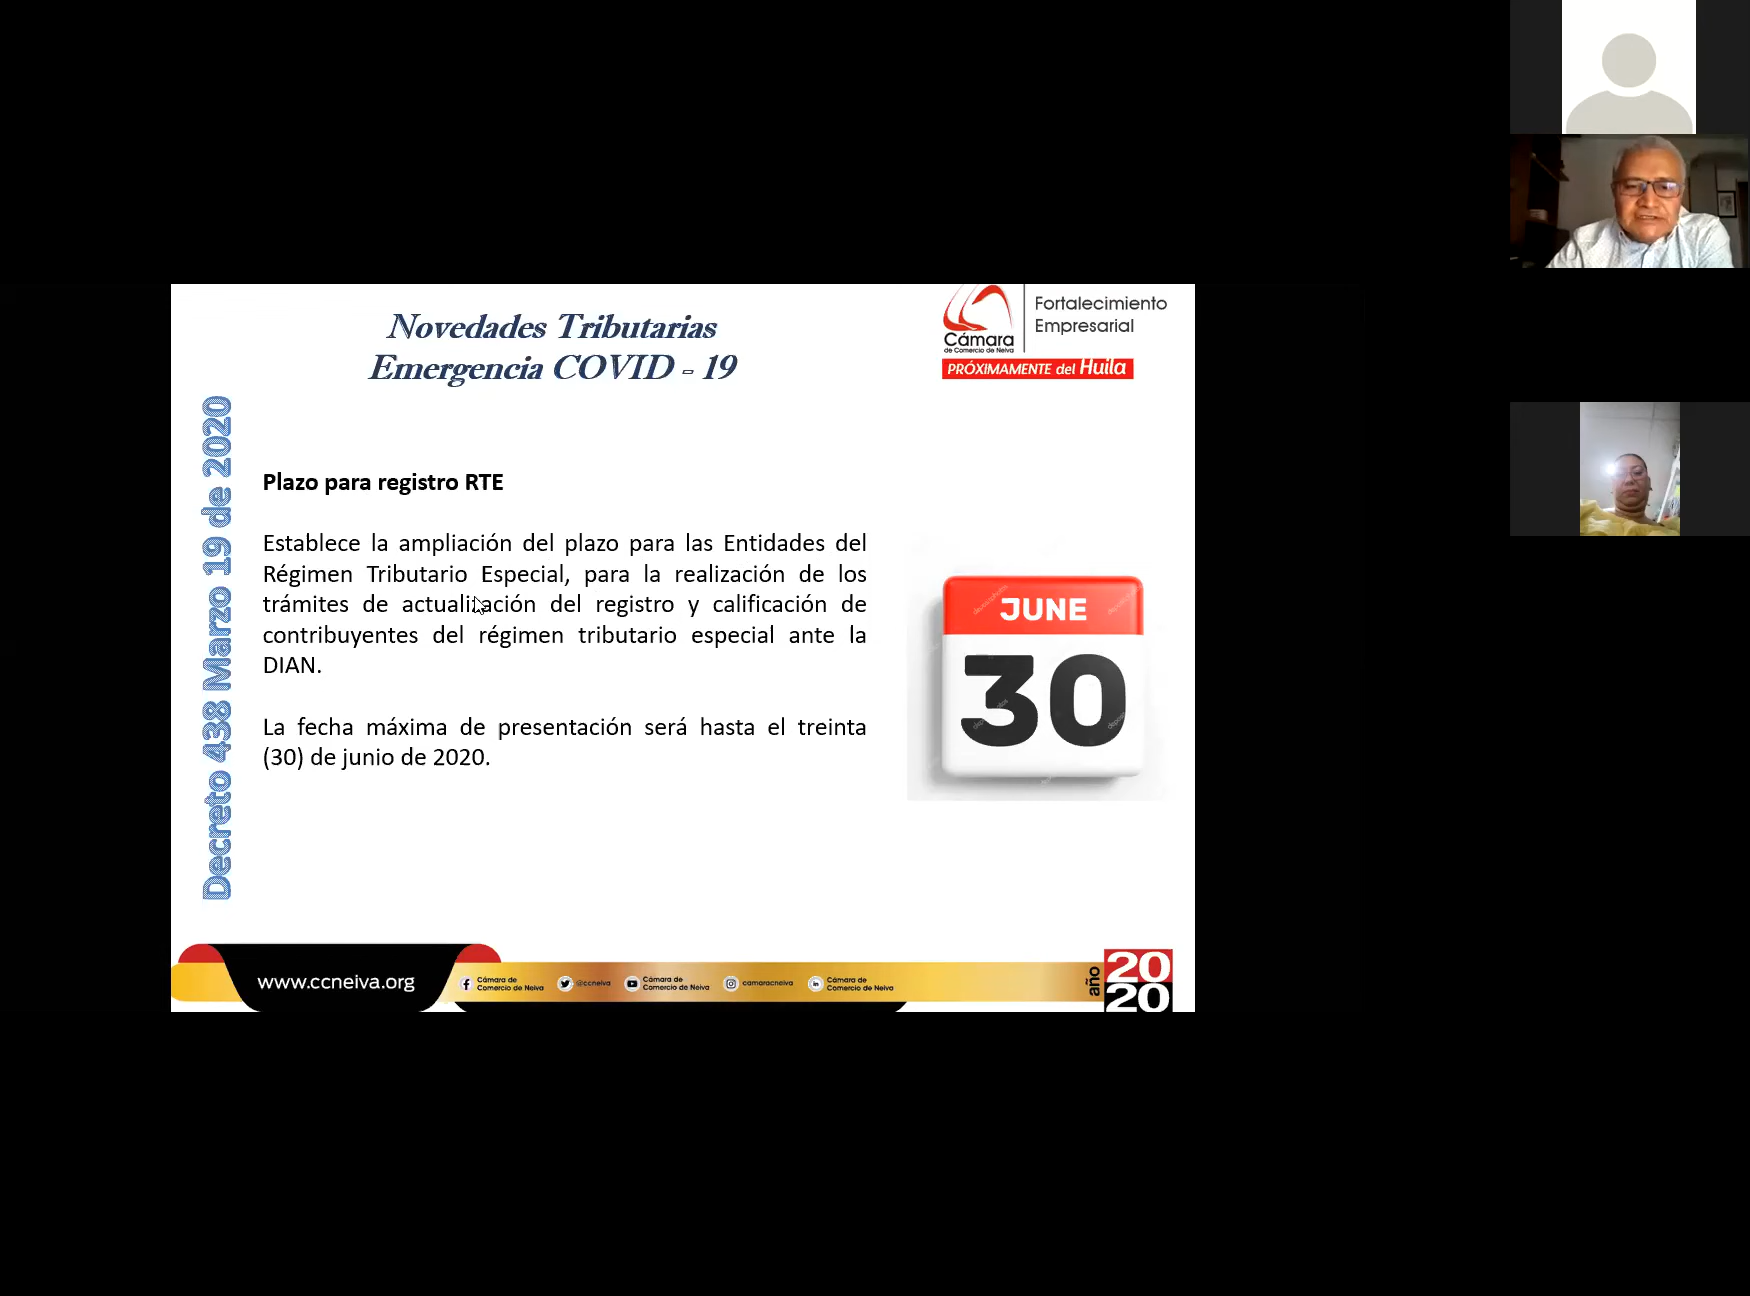 Novedades Tributarias
Emergencia COVID - 19
Cámara
de Comercio de Neiva
Fortalecimiento
Empresarial
PRÓXIMAMENTE del Huila
Decreto 438 Marzo 19 de 2020
Plazo para registro RTE
Establece la ampliación del plazo para las Entidades del
Régimen Tributario Especial, para la realización de los
trámites de actualización del registro y calificación de
contribuyentes del régimen tributario especial ante la
DIAN.
La fecha máxima de presentación será hasta el treinta
(30) de junio de 2020.
JUNE
30
www.ccneiva.org
Cámara de
Comercio de Neiva
@ccneiva
Cámara de
Comercio de Neiva
camaracneiva
Cámara de
Comercio de Neiva
año
20
20